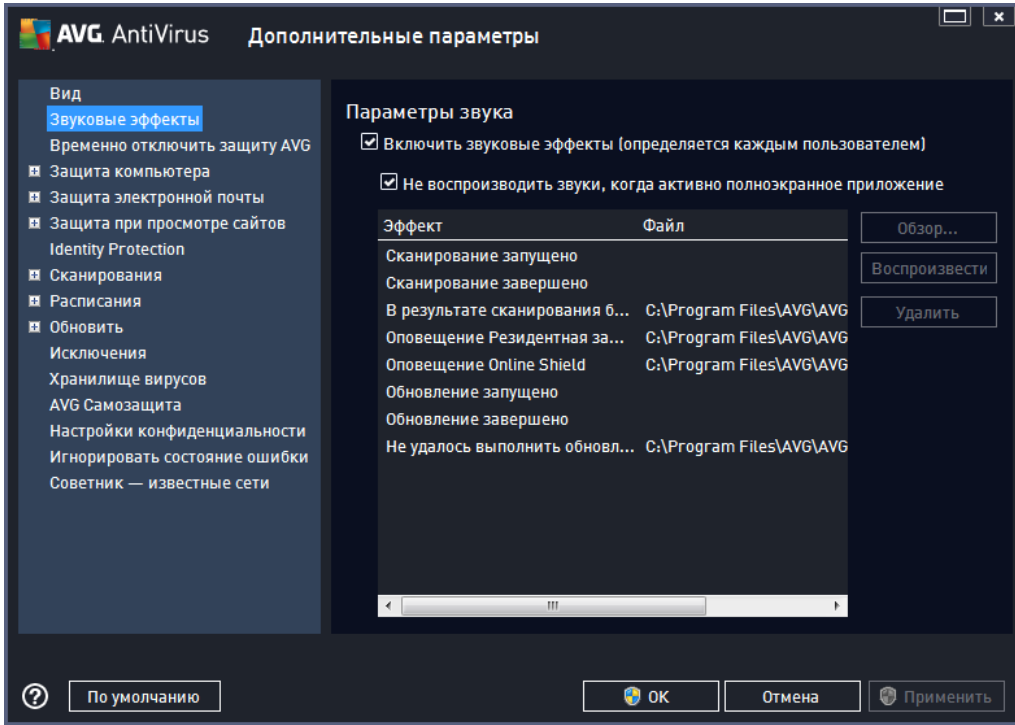 AVG. AntiVirus Дополнительные параметры
Вид
Звуковые эффекты
Временно отключить защиту AVG
Защита компьютера
Защита электронной почты
Защита при просмотре сайтов
Identity Protection
Сканирования
Расписания
Обновить
Исключения
Хранилище вирусов
AVG Самозащита
Настройки конфиденциальности
Игнорировать состояние ошибки
Советник — известные сети
Параметры звука
Включить звуковые эффекты (определяется каждым пользователем)
Не воспроизводить звуки, когда активно полноэкранное приложение
Эффект Файл
Сканирование запущено
Сканирование завершено
В результате сканирования б... C:\Program Files\AVG\AVG
Оповещение Резидентная за... C:\Program Files\AVG\AVG
Оповещение Online Shield C:\Program Files\AVG\AVG
Обновление запущено
Обновление завершено
Не удалось выполнить обновл... C:\Program Files\AVG\AVG
Обзор...
Воспроизвести
Удалить
По умолчанию
OK
Отмена
Применить